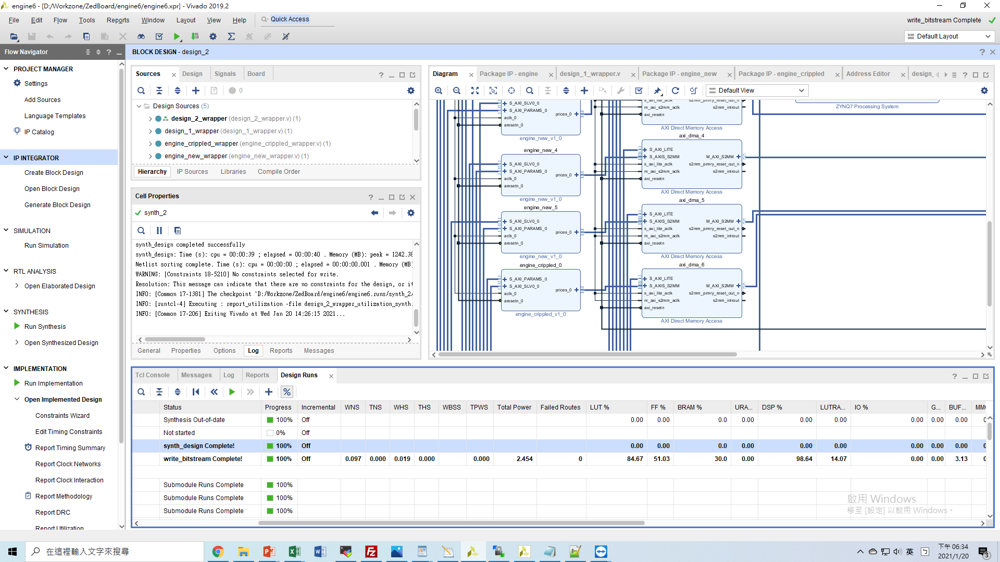 engine6 - [D:/Workzone/ZedBoard/engine6/engine6.xpr] - Vivado 2019.2
File Edit Flow Tools Reports Window Layout View Help Quick Access
write_bitstream Complete
Default Layout
Flow Navigator
BLOCK DESIGN - design_2
PROJECT MANAGER
Settings
Add Sources
Language Templates
IP Catalog
IP INTEGRATOR
Create Block Design
Open Block Design
Generate Block Design
SIMULATION
Run Simulation
RTL ANALYSIS
Open Elaborated Design
SYNTHESIS
Run Synthesis
Open Synthesized Design
IMPLEMENTATION
Run Implementation
Open Implemented Design
Constraints Wizard
Edit Timing Constraints
Report Timing Summary
Report Clock Networks
Report Clock Interaction
Report Methodology
Report DRC
Report Utilization
Sources Design Signals Board
0
Design Sources (5)
design_2_wrapper (design_2_wrapper.v) (1)
design_1_wrapper (design_1_wrapper.v) (1)
engine_crippled_wrapper (engine_crippled_wrapper.v) (1)
engine_new_wrapper (engine_new_wrapper.v) (1)
Hierarchy IP Sources Libraries Compile Order
Cell Properties
synth_2
synth_design completed successfully
synth_design: Time (s): cpu = 00:00:39 ; elapsed = 00:00:40 . Memory (MB): peak = 1242.38
Netlist sorting complete. Time (s): cpu = 00:00:00 ; elapsed = 00:00:00.001 . Memory (MB)
WARNING: [Constraints 18-5210] No constraints selected for write.
Resolution: This message can indicate that there are no constraints for the design, or it
INFO: [Common 17-1381] The checkpoint 'D:/Workzone/ZedBoard/engine6/engine6.runs/synth_2/
INFO: [runtcl-4] Executing : report_utilization -file design_2_wrapper_utilization_synth.
INFO: [Common 17-206] Exiting Vivado at Wed Jan 20 14:26:15 2021...
General Properties Options Log Reports Messages
Diagram Package IP - engine design_1_wrapper.v Package IP - engine_new Package IP - engine_crippled Address Editor design_
Default View
S_AXI_SLV0_0
S_AXI_PARAMS_0
aclk_0
aresetn_0
prices_0
engine_new_v1_0
s_axi_lite_aclk
m_axi_s2mm_aclk
axi_resetn
s2mm_prmry_reset_out_n
s2mm_introut
AXI Direct Memory Access
ZYNQ7 Processing System
engine_new_4
S_AXI_SLV0_0
S_AXI_PARAMS_0
aclk_0
aresetn_0
prices_0
engine_new_v1_0
axi_dma_4
S_AXI_LITE
S_AXIS_S2MM
s_axi_lite_aclk
m_axi_s2mm_aclk
axi_resetn
M_AXI_S2MM
s2mm_prmry_reset_out_n
s2mm_introut
AXI Direct Memory Access
engine_new_5
S_AXI_SLV0_0
S_AXI_PARAMS_0
aclk_0
aresetn_0
prices_0
engine_new_v1_0
axi_dma_5
S_AXI_LITE
S_AXIS_S2MM
s_axi_lite_aclk
m_axi_s2mm_aclk
axi_resetn
M_AXI_S2MM
s2mm_prmry_reset_out_n
s2mm_introut
AXI Direct Memory Access
engine_crippled_0
S_AXI_PARAMS_0
S_AXI_SLV0_0
aclk_0
aresetn_0
prices_0
engine_crippled_v1_0
axi_dma_6
S_AXI_LITE
S_AXIS_S2MM
s_axi_lite_aclk
m_axi_s2mm_aclk
axi_resetn
M_AXI_S2MM
s2mm_prmry_reset_out_n
s2mm_introut
AXI Direct Memory Access
Tcl Console Messages Log Reports Design Runs
Status Progress Incremental WNS TNS WHS THS WBSS TPWS Total Power Failed Routes LUT % FF % BRAM % URA... DSP % LUTRA... IO % G... BUF... MM
Synthesis Out-of-date 100% Off 0.00 0.00 0.0 0.00 0.00 0.00 0.00 0.00 0.00
Not started 0% Off
synth_design Complete! 100% Off 0.00 0.00 0.0 0.00 0.00 0.00 0.00 0.00 0.00
write_bitstream Complete! 100% Off 0.097 0.000 0.019 0.000 0.000 2.454 0 84.67 51.03 30.0 0.00 98.64 14.07 0.00 0.00 3.13
Submodule Runs Complete 100%
Submodule Runs Complete 100%
Submodule Runs Complete 100%
啟用 Windows
移至 [設定] 以啟用 Windows。
在這裡輸入文字來搜尋
英
下午 06:34
2021/1/20
3